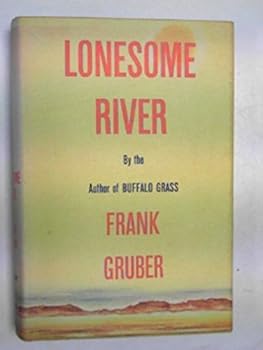 LONESOME
RIVER
By the
Author of BUFFALO GRASS
FRANK
GRUBER